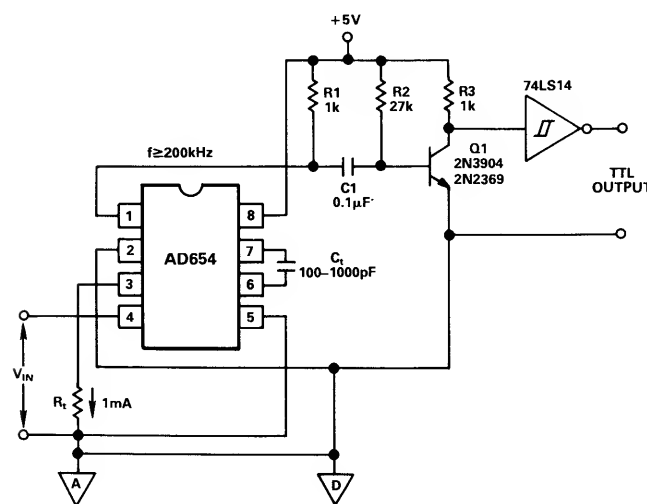 +5V
R1
1k
R2
27k
R3
1k
74LS14
f≥200kHz
C1
0.1μF
Q1
2N3904
2N2369
TTL
OUTPUT
1
2
3
4
AD654
8
7
6
5
Ct
100–1000pF
VIN
Rt
1mA
A
D